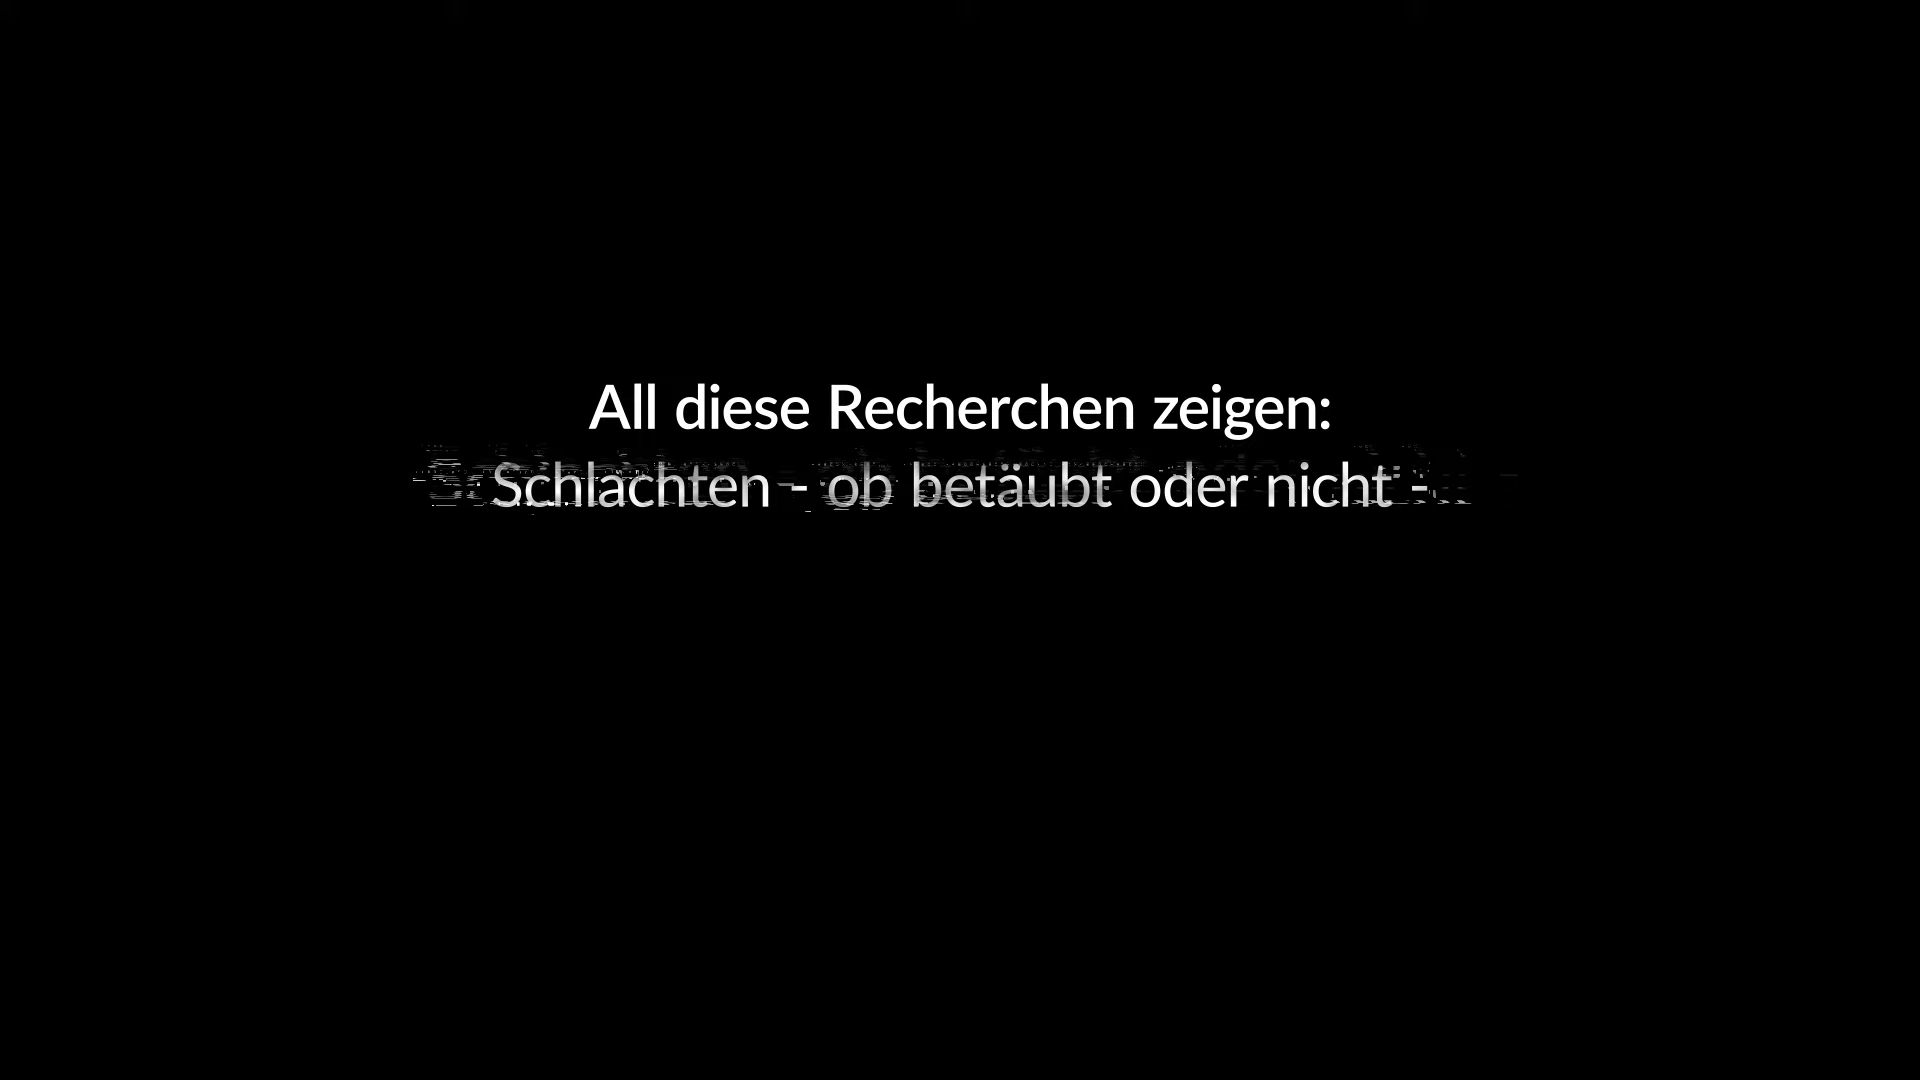 All diese Recherchen zeigen:
Schlachten - ob betäubt oder nicht -